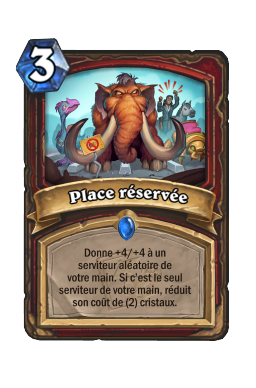 3
Place réservée
Donne +4/+4 à un
serviteur aléatoire de
votre main. Si c'est le seul
serviteur de votre main, réduit
son coût de (2) cristaux.